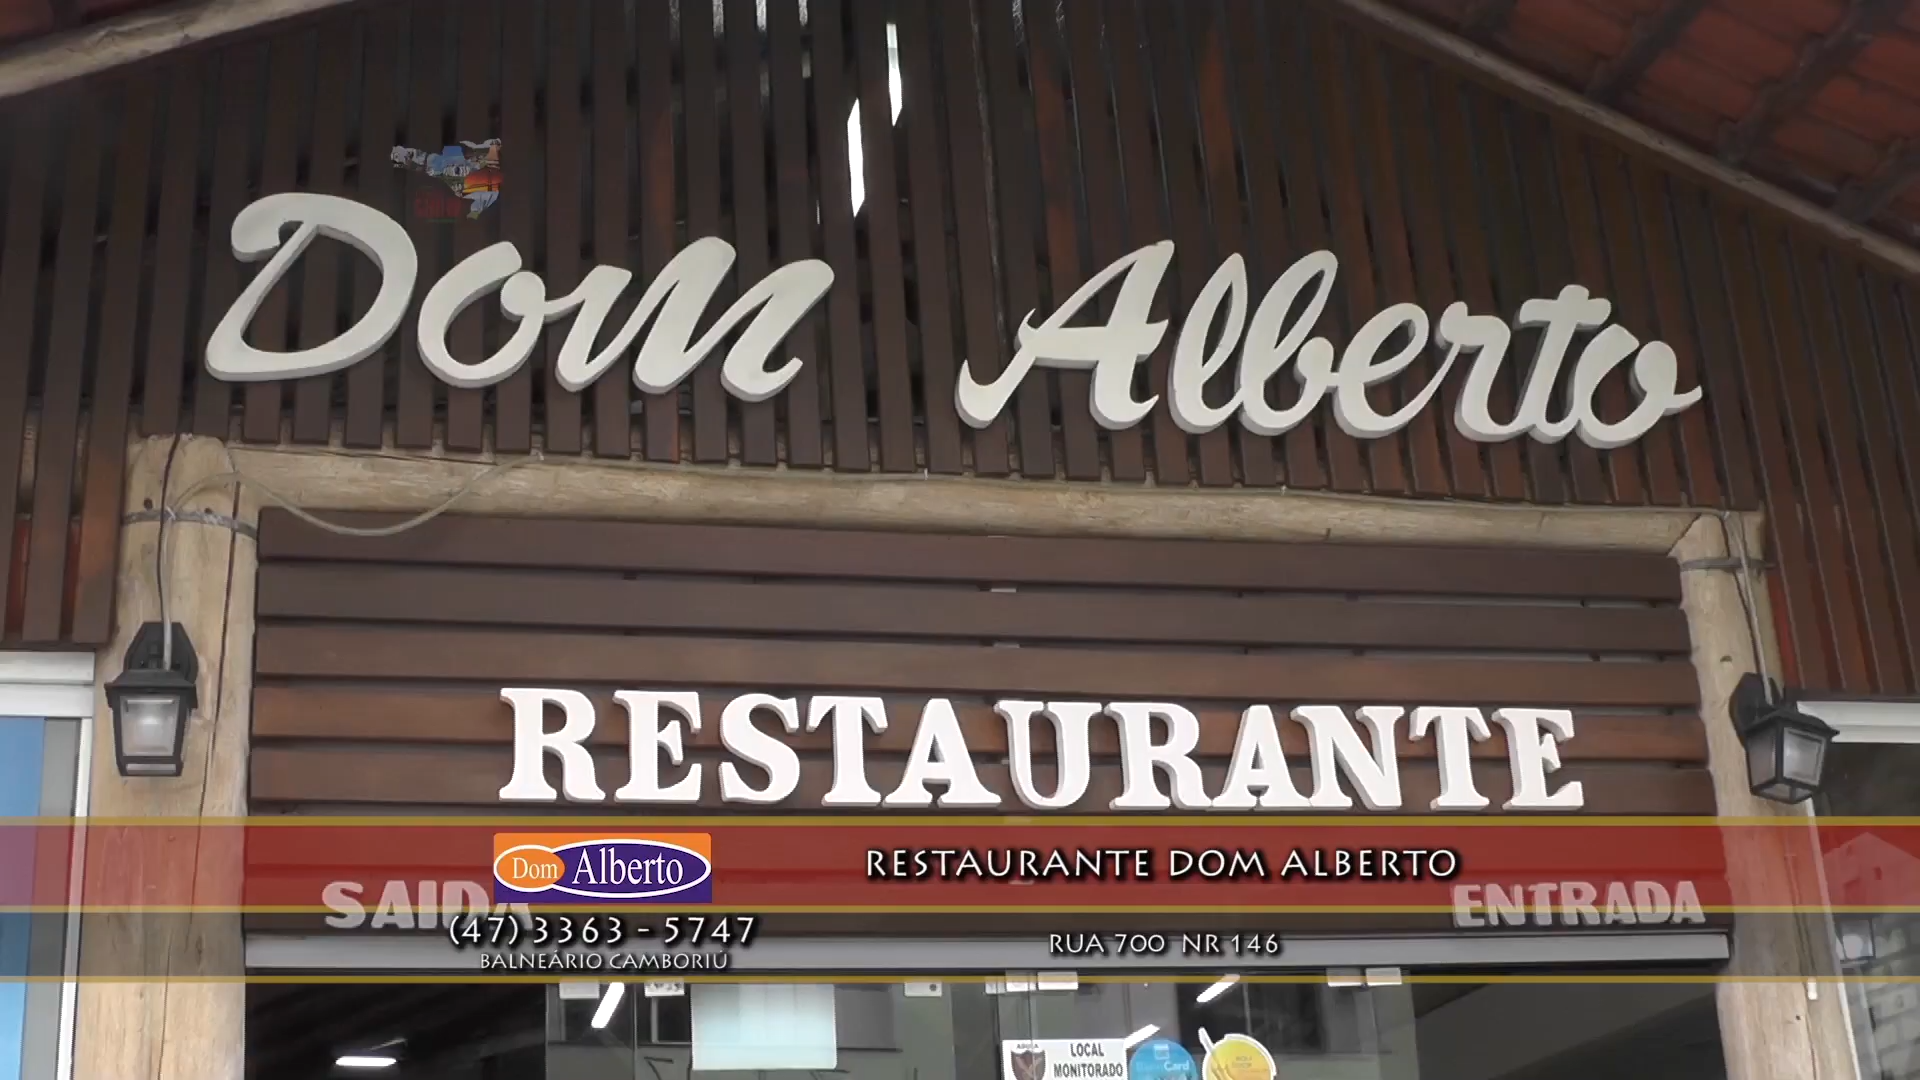 Dom Alberto
RESTAURANTE
Dom Alberto
RESTAURANTE DOM ALBERTO
SAIDA
ENTRADA
(47) 3363 - 5747
BALNEÁRIO CAMBORIÚ
RUA 700 NR 146
LOCAL
MONITORADO